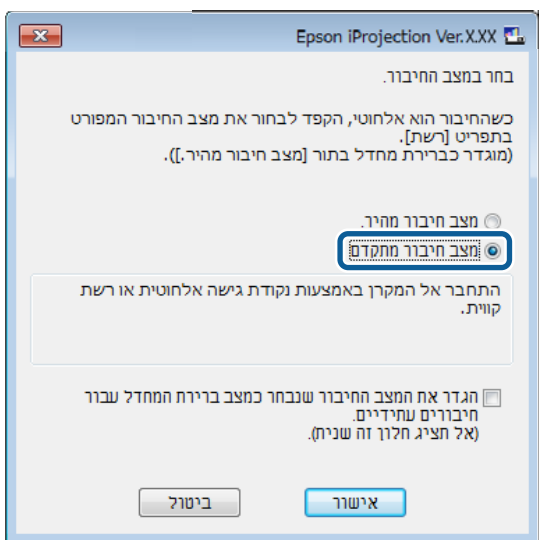 Epson iProjection Ver.X.XX
בחר במצב החיבור.
כשהחיבור הוא אלחוטי, הקפד לבחור את מצב החיבור המפורט
בתפריט [רשת].
(מוגדר כברירת מחדל בתור [מצב חיבור מהיר.]).
מצב חיבור מהיר.
מצב חיבור מתקדם
התחבר אל המקרן באמצעות נקודת גישה אלחוטית או רשת
קווית.
הגדר את המצב החיבור שנבחר כמצב ברירת המחדל עבור
חיבורים עתידיים.
(אל תציג חלון זה שנית).
אישור
ביטול